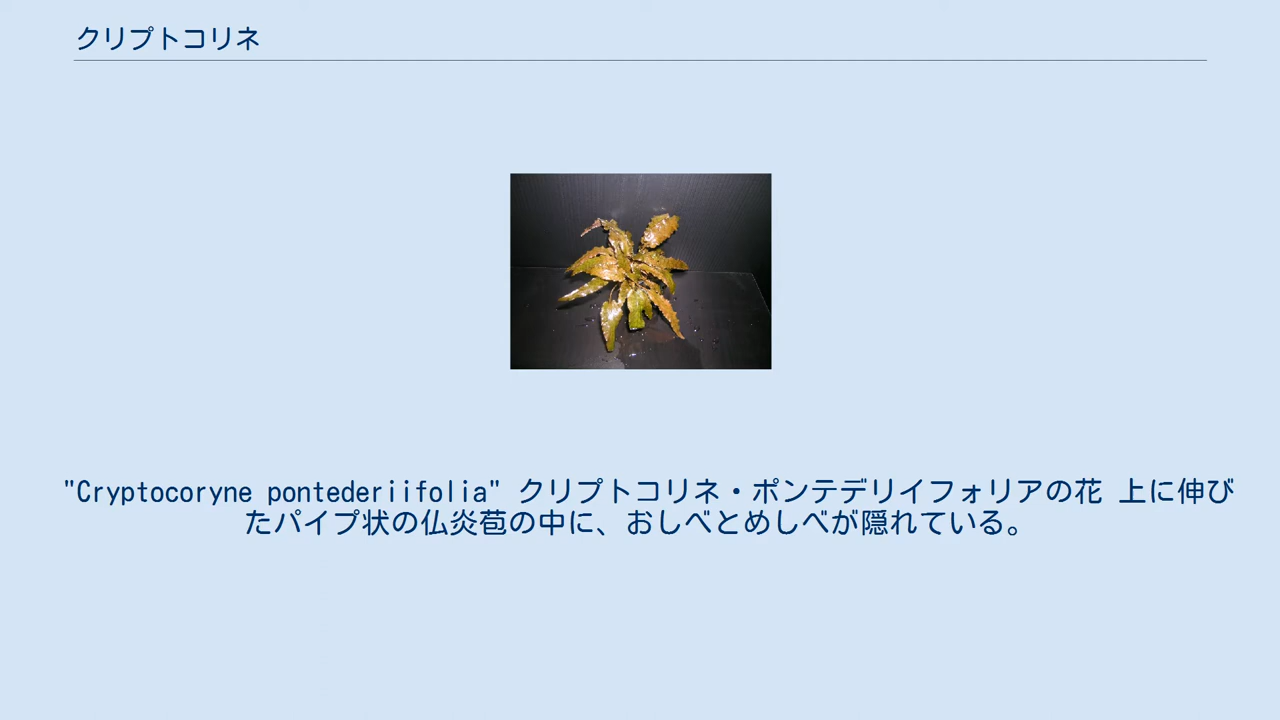 クリプトコリネ
"Cryptocoryne pontederiifolia" クリプトコリネ・ポンテデリイフォリアの花 上に伸び
たパイプ状の仏炎苞の中に、おしべとめしべが隠れている。